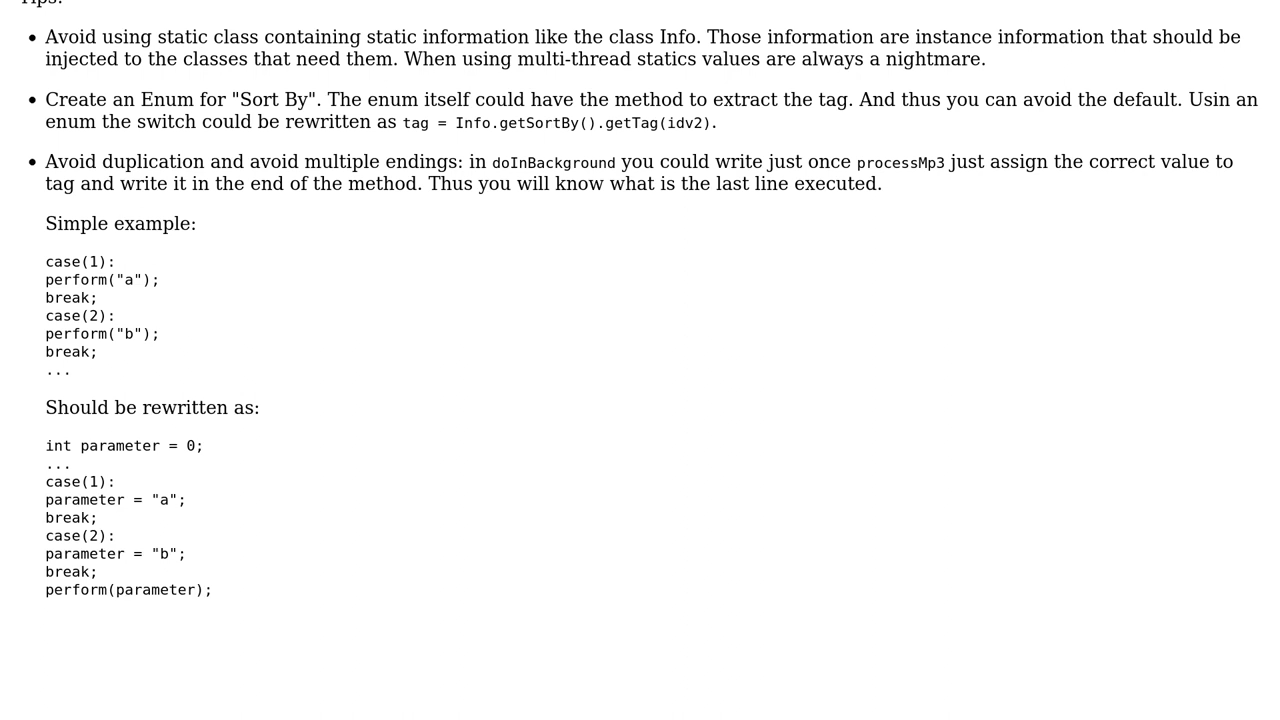 Tips:
Avoid using static class containing static information like the class Info. Those information are instance information that should be
injected to the classes that need them. When using multi-thread statics values are always a nightmare.
Create an Enum for "Sort By". The enum itself could have the method to extract the tag. And thus you can avoid the default. Usin an
enum the switch could be rewritten as tag = Info.getSortBy().getTag(idv2).
Avoid duplication and avoid multiple endings: in doInBackground you could write just once processMp3 just assign the correct value to
tag and write it in the end of the method. Thus you will know what is the last line executed.
Simple example:
case(1):
perform("a");
break;
case(2):
perform("b");
break;
...
Should be rewritten as:
int parameter = 0;
...
case(1):
parameter = "a";
break;
case(2):
parameter = "b";
break;
perform(parameter);